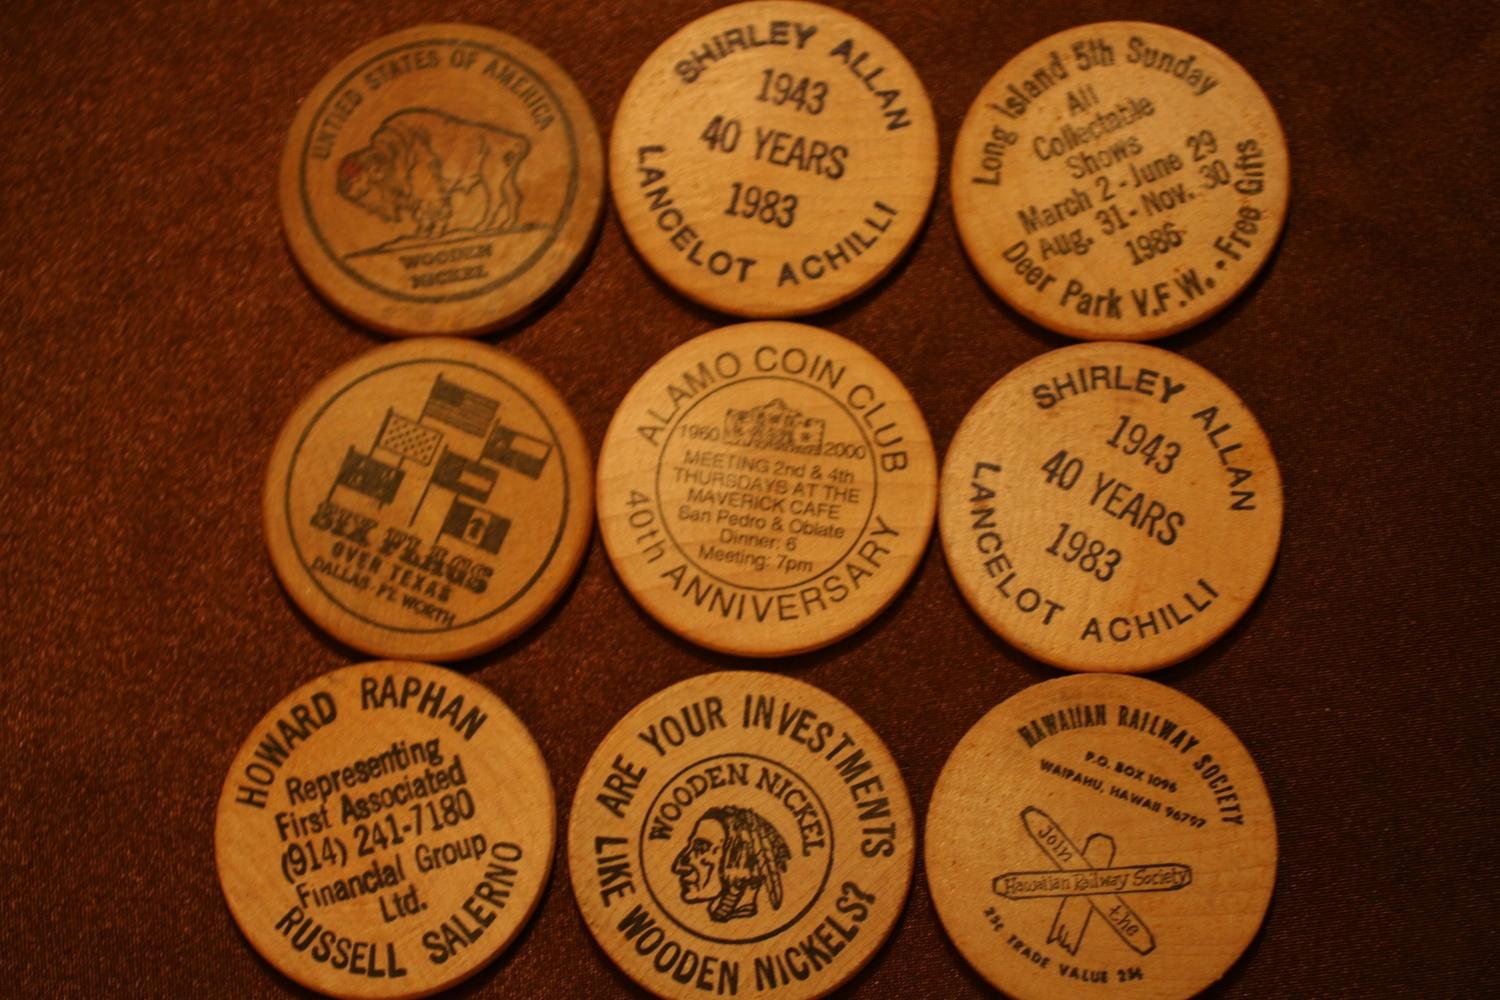 UNTIED STATES OF AMERICA
WOODEN
NICKEL
SHIRLEY ALLAN
1943
40 YEARS
1983
LANCELOT ACHILLI
Long Island 5th Sunday
All
Collectable
Shows
March 2 - June 29
Aug. 31 - Nov. 30
1986
Deer Park V.F.W. - Free Gifts
SIX FLAGS
OVER TEXAS
DALLAS - FT. WORTH
ALAMO COIN CLUB
1960 2000
MEETING 2nd & 4th
THURSDAYS AT THE
MAVERICK CAFE
San Pedro & Oblate
Dinner: 6
Meeting: 7pm
40th ANNIVERSARY
SHIRLEY ALLAN
1943
40 YEARS
1983
LANCELOT ACHILLI
HOWARD RAPHAN
Representing
First Associated
(914) 241-7180
Financial Group
Ltd.
RUSSELL SALERNO
ARE YOUR INVESTMENTS
WOODEN NICKEL
LIKE WOODEN NICKELS?
HAWAIIAN RAILWAY SOCIETY
P.O. BOX 1096
WAIPAHU, HAWAII 96797
Join
Hawaiian Railway Society
the
25¢ TRADE VALUE 25¢